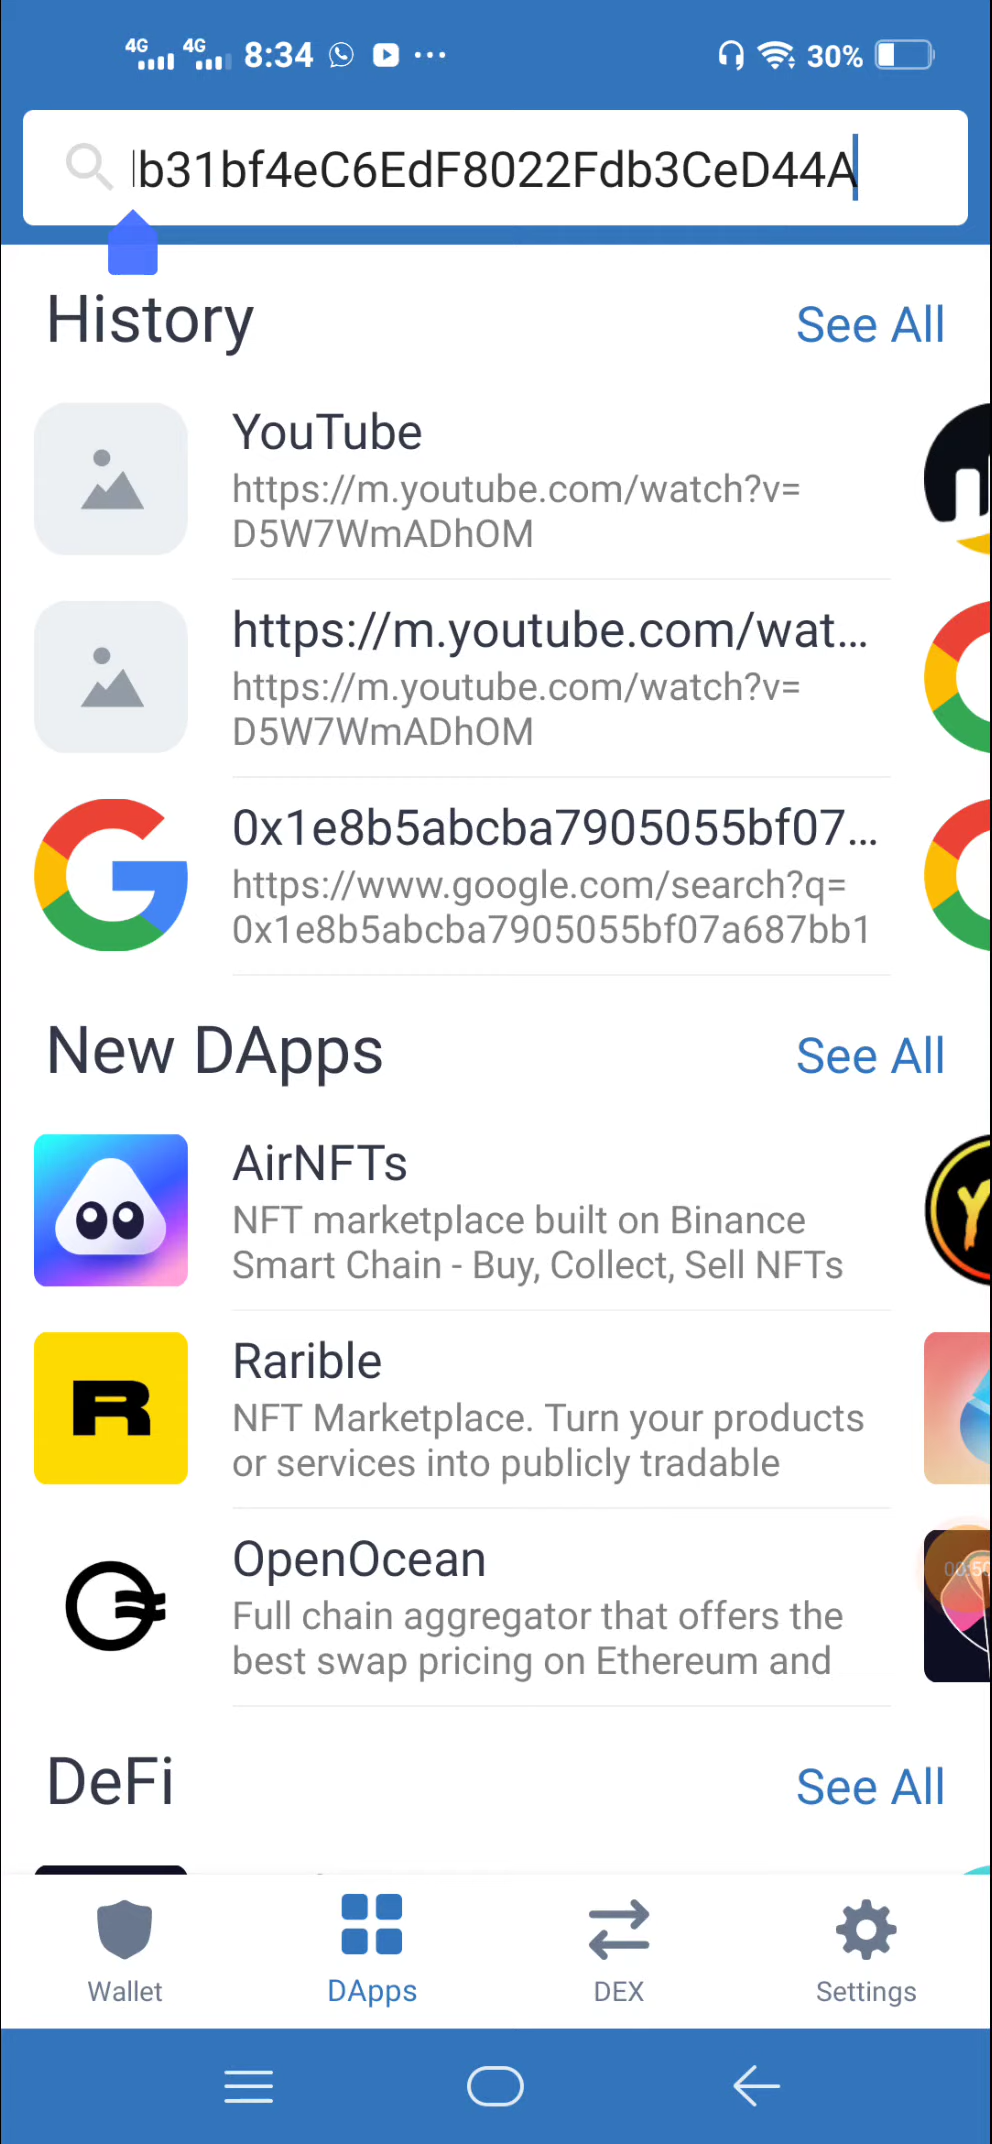 4G 4G 8:34 30%
b31bf4eC6EdF8022Fdb3CeD44A
History See All
YouTube
https://m.youtube.com/watch?v=
D5W7WmADhOM
https://m.youtube.com/wat...
https://m.youtube.com/watch?v=
D5W7WmADhOM
0x1e8b5abcba7905055bf07...
https://www.google.com/search?q=
0x1e8b5abcba7905055bf07a687bb1
New DApps See All
AirNFTs
NFT marketplace built on Binance
Smart Chain - Buy, Collect, Sell NFTs
Rarible
NFT Marketplace. Turn your products
or services into publicly tradable
OpenOcean
Full chain aggregator that offers the
best swap pricing on Ethereum and
DeFi See All
Wallet DApps DEX Settings